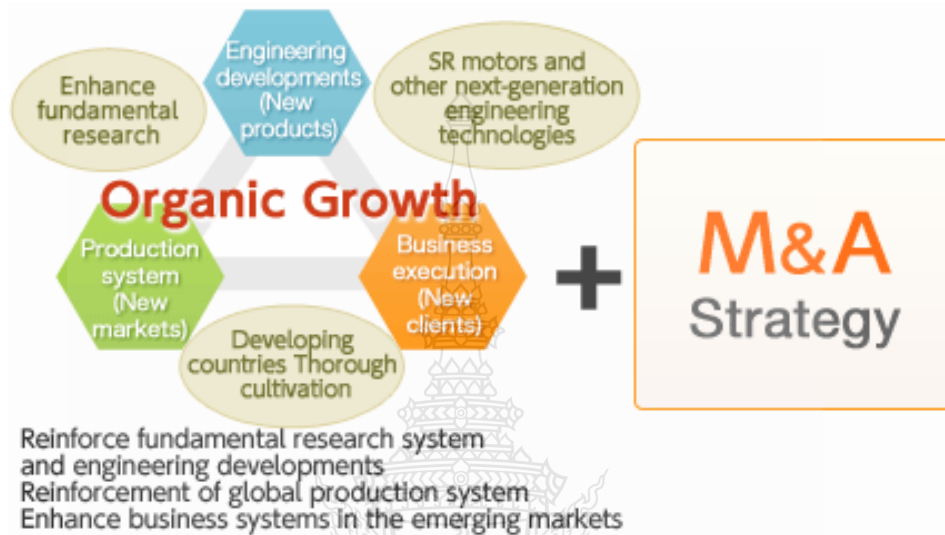 Engineering
developments
(New
products)
Enhance
fundamental
research
SR motors and
other next-generation
engineering
technologies
Organic Growth
Production
system
(New
markets)
Business
execution
(New
clients)
Developing
countries Thorough
cultivation
+
M&A
Strategy
Reinforce fundamental research system
and engineering developments
Reinforcement of global production system
Enhance business systems in the emerging markets